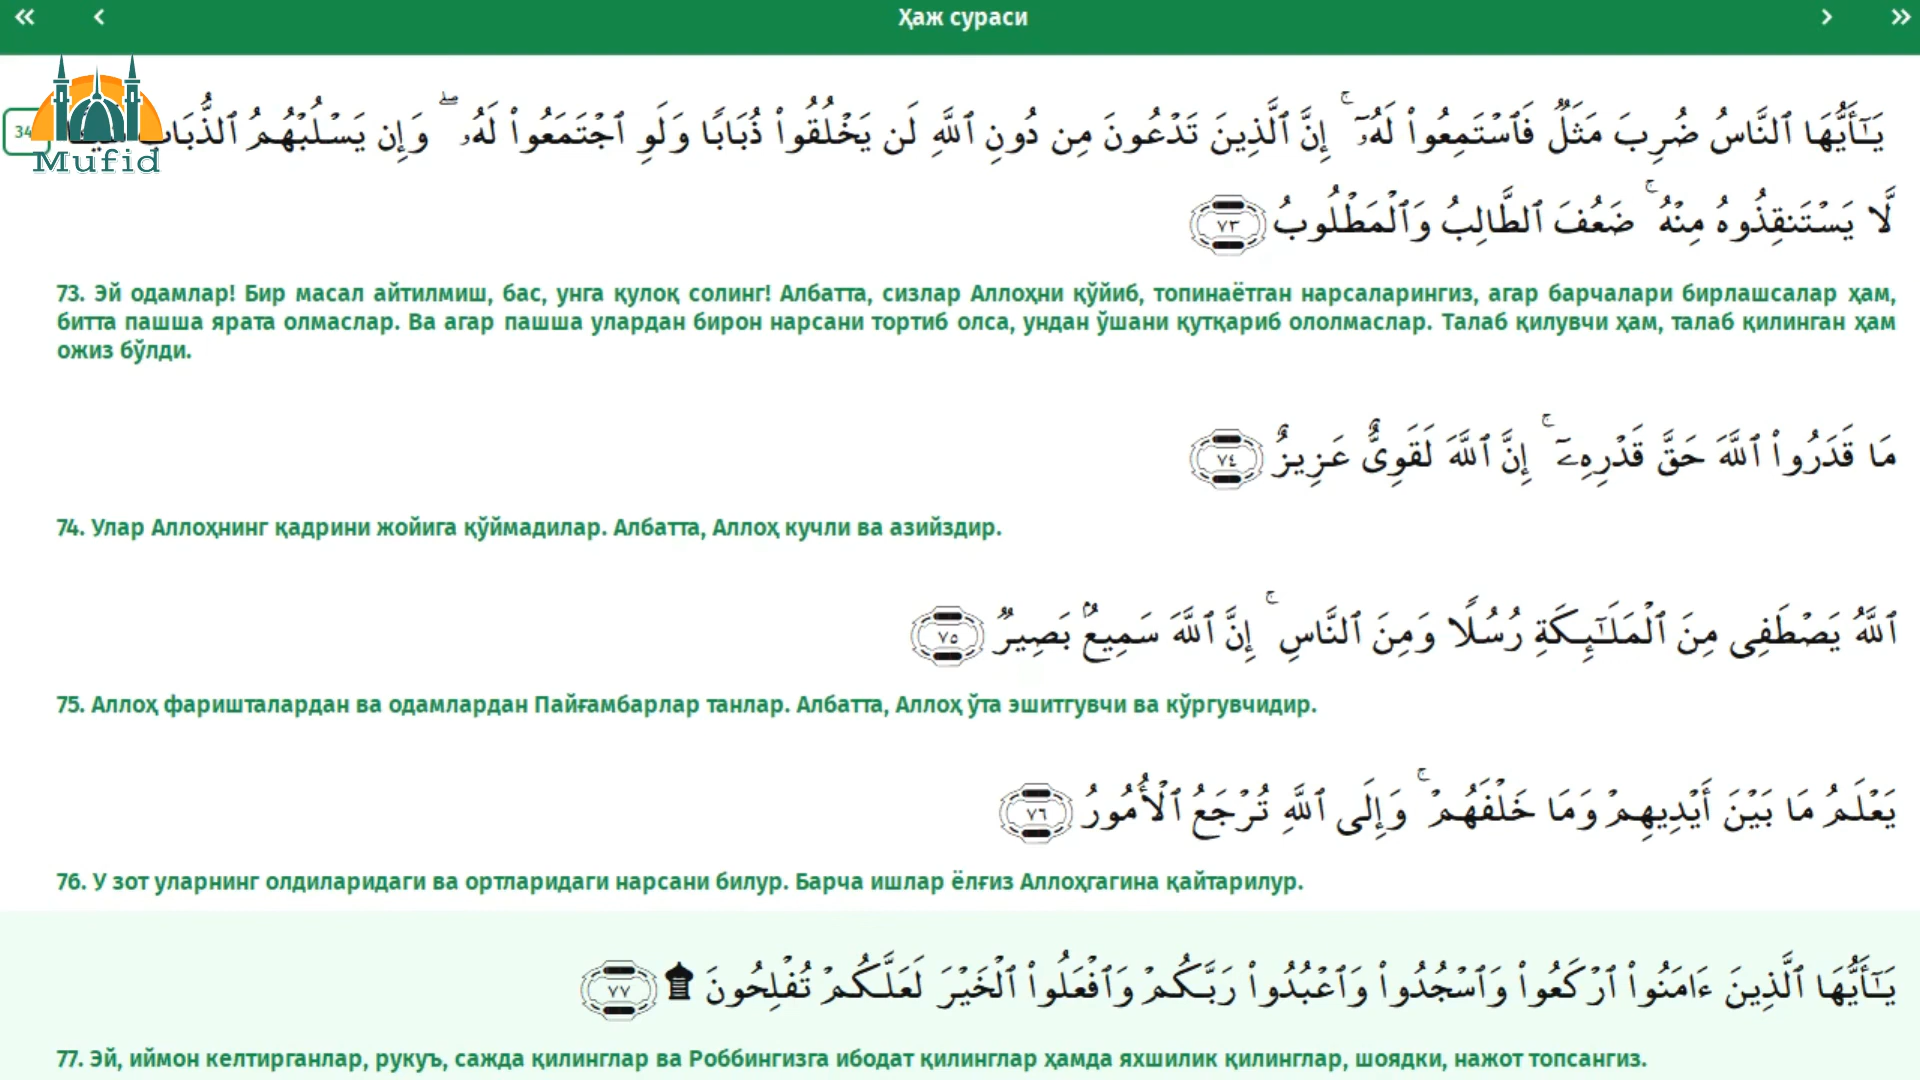 Ҳаж сураси
34
Mufid
يَـٰٓأَيُّهَا ٱلنَّاسُ ضُرِبَ مَثَلٌ فَٱسْتَمِعُوا۟ لَهُۥٓ ۚ إِنَّ ٱلَّذِينَ تَدْعُونَ مِن دُونِ ٱللَّهِ لَن يَخْلُقُوا۟ ذُبَابًا وَلَوِ ٱجْتَمَعُوا۟ لَهُۥ ۖ وَإِن يَسْلُبْهُمُ ٱلذُّبَابُ
لَّا يَسْتَنقِذُوهُ مِنْهُ ۚ ضَعُفَ ٱلطَّالِبُ وَٱلْمَطْلُوبُ ٧٣
73. Эй одамлар! Бир масал айтилмиш, бас, унга қулоқ солинг! Албатта, сизлар Аллоҳни қўйиб, топинаётган нарсаларингиз, агар барчалари бирлашсалар ҳам,
битта пашша ярата олмаслар. Ва агар пашша улардан бирон нарсани тортиб олса, ундан ўшани қутқариб ололмаслар. Талаб қилувчи ҳам, талаб қилинган ҳам
ожиз бўлди.
مَا قَدَرُوا۟ ٱللَّهَ حَقَّ قَدْرِهِۦٓ ۚ إِنَّ ٱللَّهَ لَقَوِىٌّ عَزِيزٌ ٧٤
74. Улар Аллоҳнинг қадрини жойига қўймадилар. Албатта, Аллоҳ кучли ва азийздир.
ٱللَّهُ يَصْطَفِى مِنَ ٱلْمَلَـٰٓئِكَةِ رُسُلًا وَمِنَ ٱلنَّاسِ ۚ إِنَّ ٱللَّهَ سَمِيعٌۢ بَصِيرٌ ٧٥
75. Аллоҳ фаришталардан ва одамлардан Пайғамбарлар танлар. Албатта, Аллоҳ ўта эшитгувчи ва кўргувчидир.
يَعْلَمُ مَا بَيْنَ أَيْدِيهِمْ وَمَا خَلْفَهُمْ ۚ وَإِلَى ٱللَّهِ تُرْجَعُ ٱلْأُمُورُ ٧٦
76. У зот уларнинг олдиларидаги ва ортларидаги нарсани билур. Барча ишлар ёлғиз Аллоҳгагина қайтарилур.
يَـٰٓأَيُّهَا ٱلَّذِينَ ءَامَنُوا۟ ٱرْكَعُوا۟ وَٱسْجُدُوا۟ وَٱعْبُدُوا۟ رَبَّكُمْ وَٱفْعَلُوا۟ ٱلْخَيْرَ لَعَلَّكُمْ تُفْلِحُونَ ۩ ٧٧
77. Эй, иймон келтирганлар, рукуъ, сажда қилинглар ва Роббингизга ибодат қилинглар ҳамда яхшилик қилинглар, шоядки, нажот топсангиз.